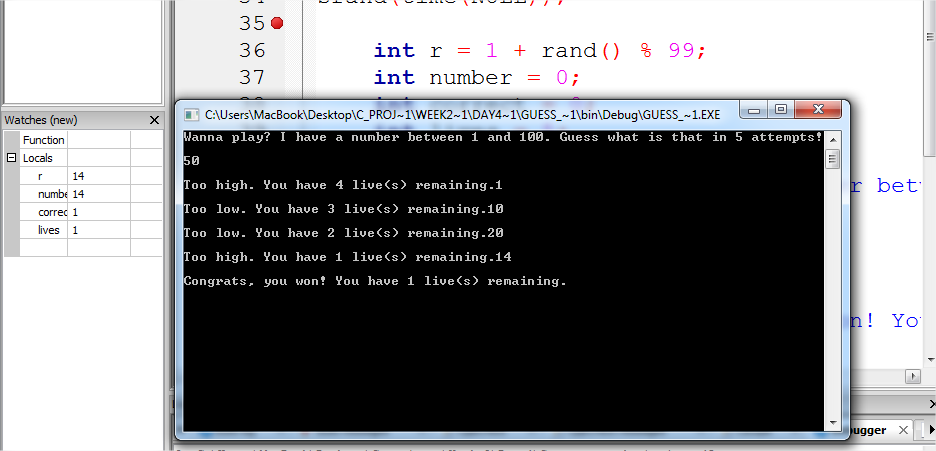 35
36 int r = 1 + rand() % 99;
37 int number = 0;
Watches (new)
Function
Locals
r 14
numbe 14
correc 1
lives 1
C:\Users\MacBook\Desktop\C_PROJ~1\WEEK2~1\DAY4~1\GUESS_~1\bin\Debug\GUESS_~1.EXE
Wanna play? I have a number between 1 and 100. Guess what is that in 5 attempts!
50
Too high. You have 4 live(s) remaining.1
Too low. You have 3 live(s) remaining.10
Too low. You have 2 live(s) remaining.20
Too high. You have 1 live(s) remaining.14
Congrats, you won! You have 1 live(s) remaining.
r betw
n! You
bugger